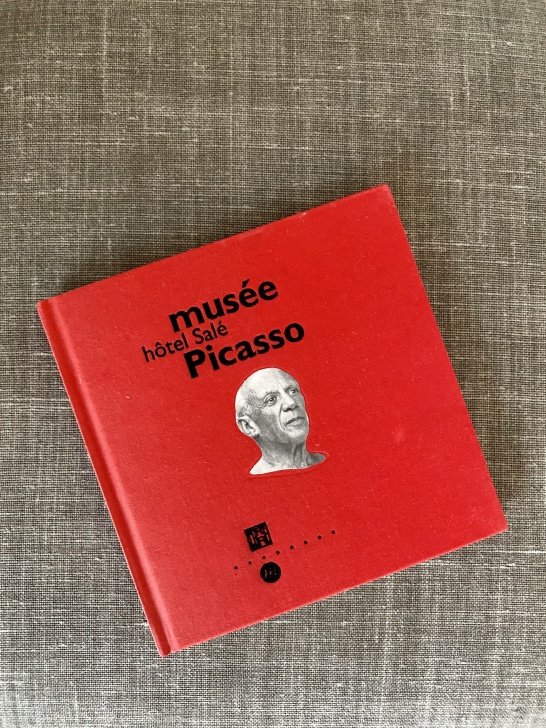 musée
hôtel Salé
Picasso